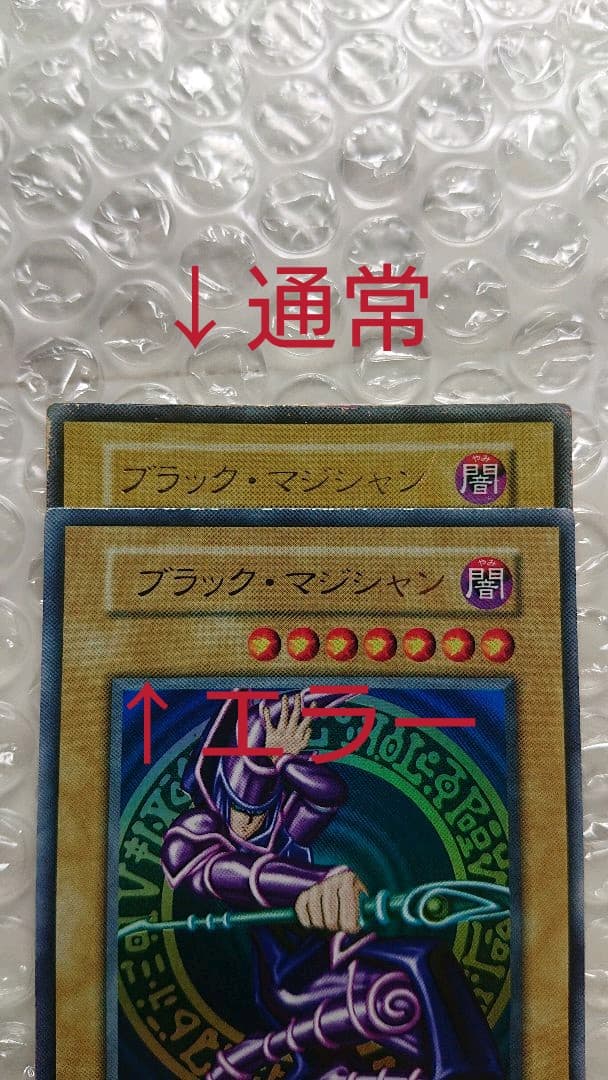 ↓通常
ブラック・マジシャン
やみ
闇
ブラック・マジシャン
やみ
闇
↑エラー